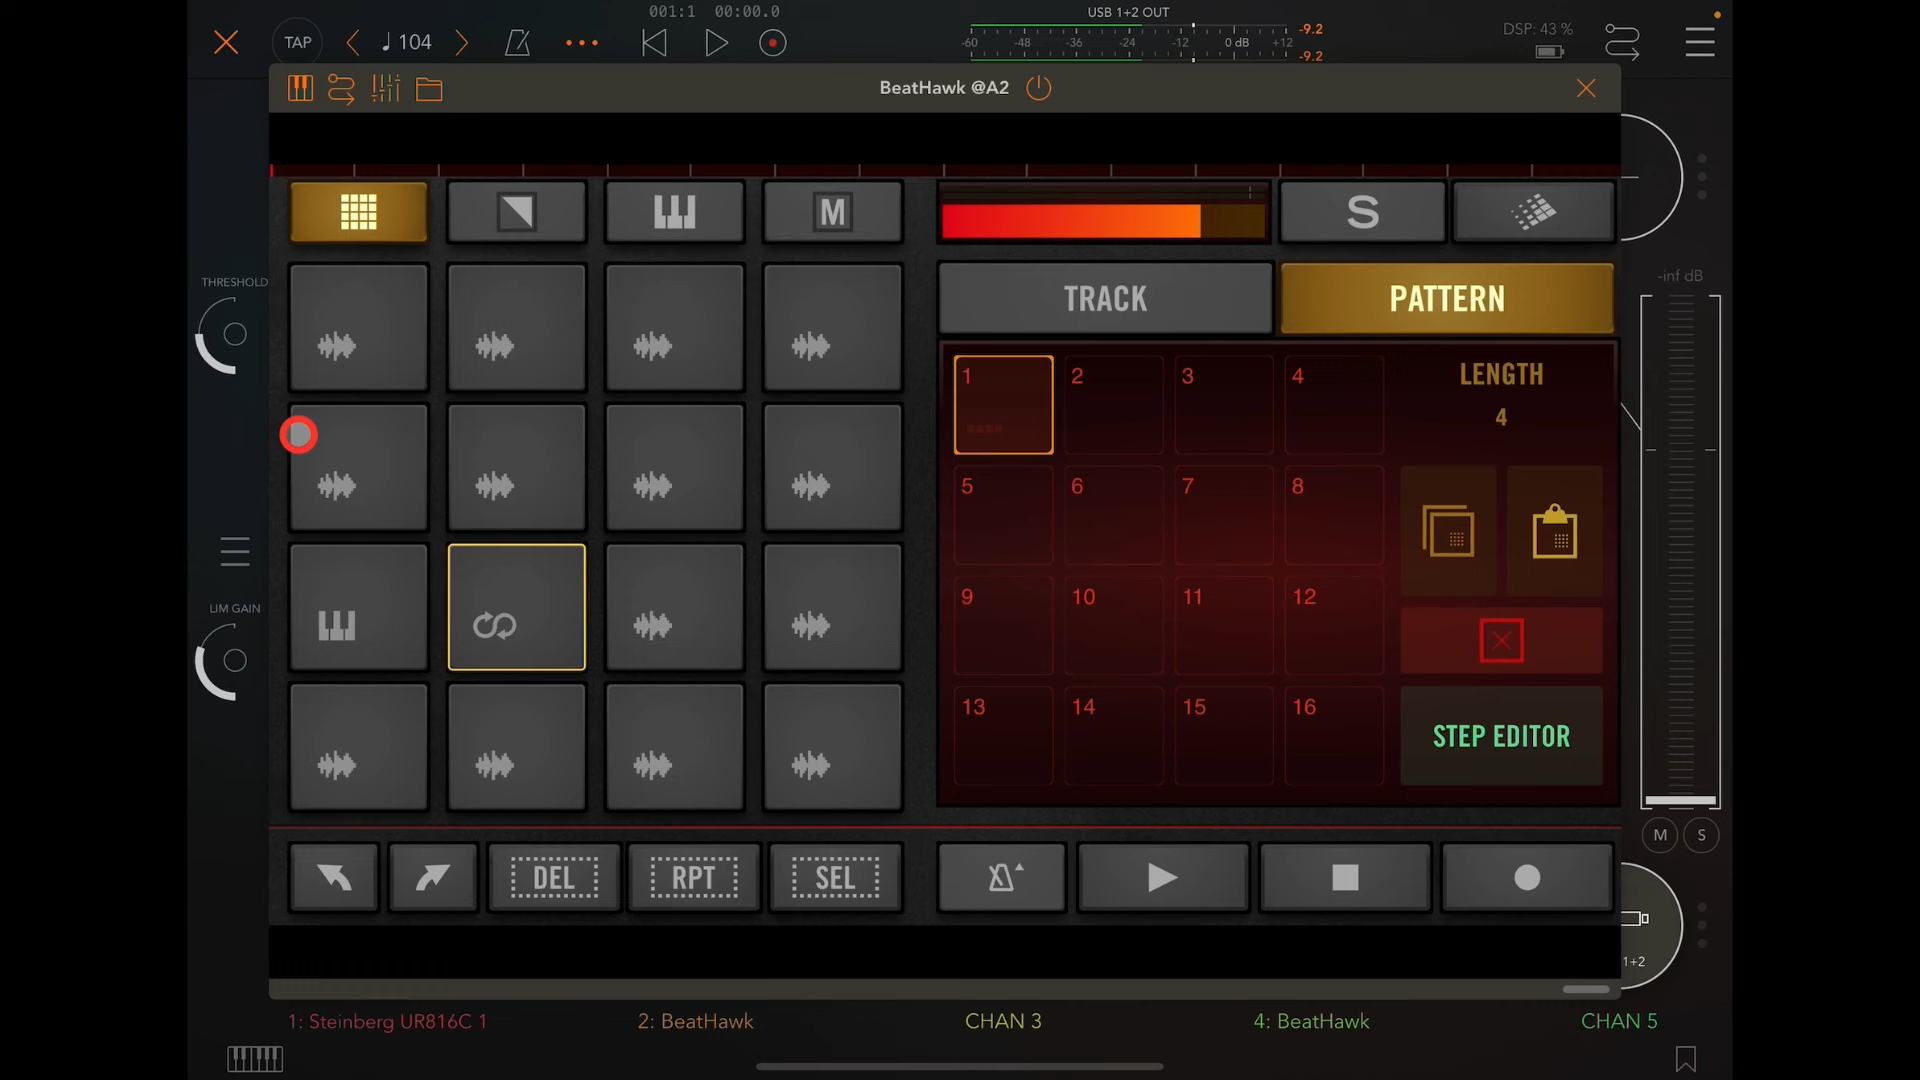 001:1 00:00.0
USB 1+2 OUT
TAP
104
-60 -48 -36 -24 -12 0 dB +12
-9.2
-9.2
DSP: 43 %
BeatHawk @A2
M
S
THRESHOLD
TRACK
PATTERN
-inf dB
1 2 3 4
LENGTH
4
5 6 7 8
9 10 11 12
LIM GAIN
13 14 15 16
STEP EDITOR
M S
DEL RPT SEL
1+2
1: Steinberg UR816C 1
2: BeatHawk
CHAN 3
4: BeatHawk
CHAN 5